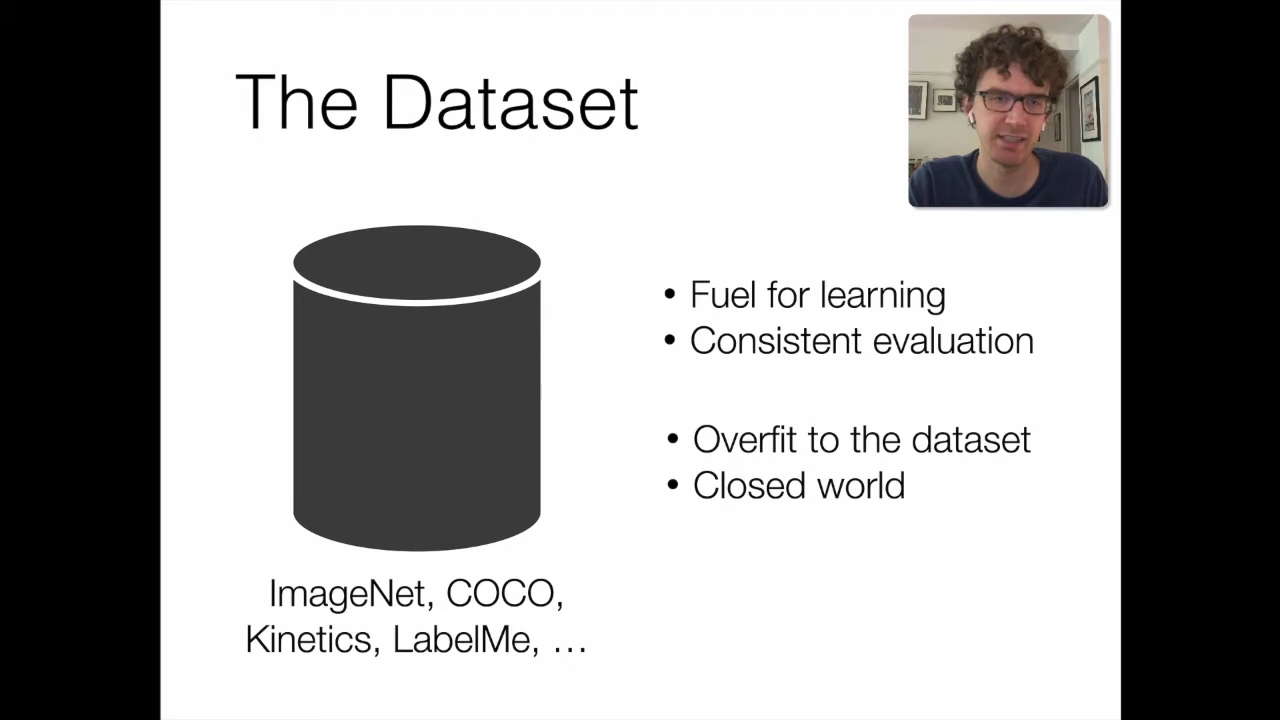 The Dataset
• Fuel for learning
• Consistent evaluation
• Overfit to the dataset
• Closed world
ImageNet, COCO,
Kinetics, LabelMe, …